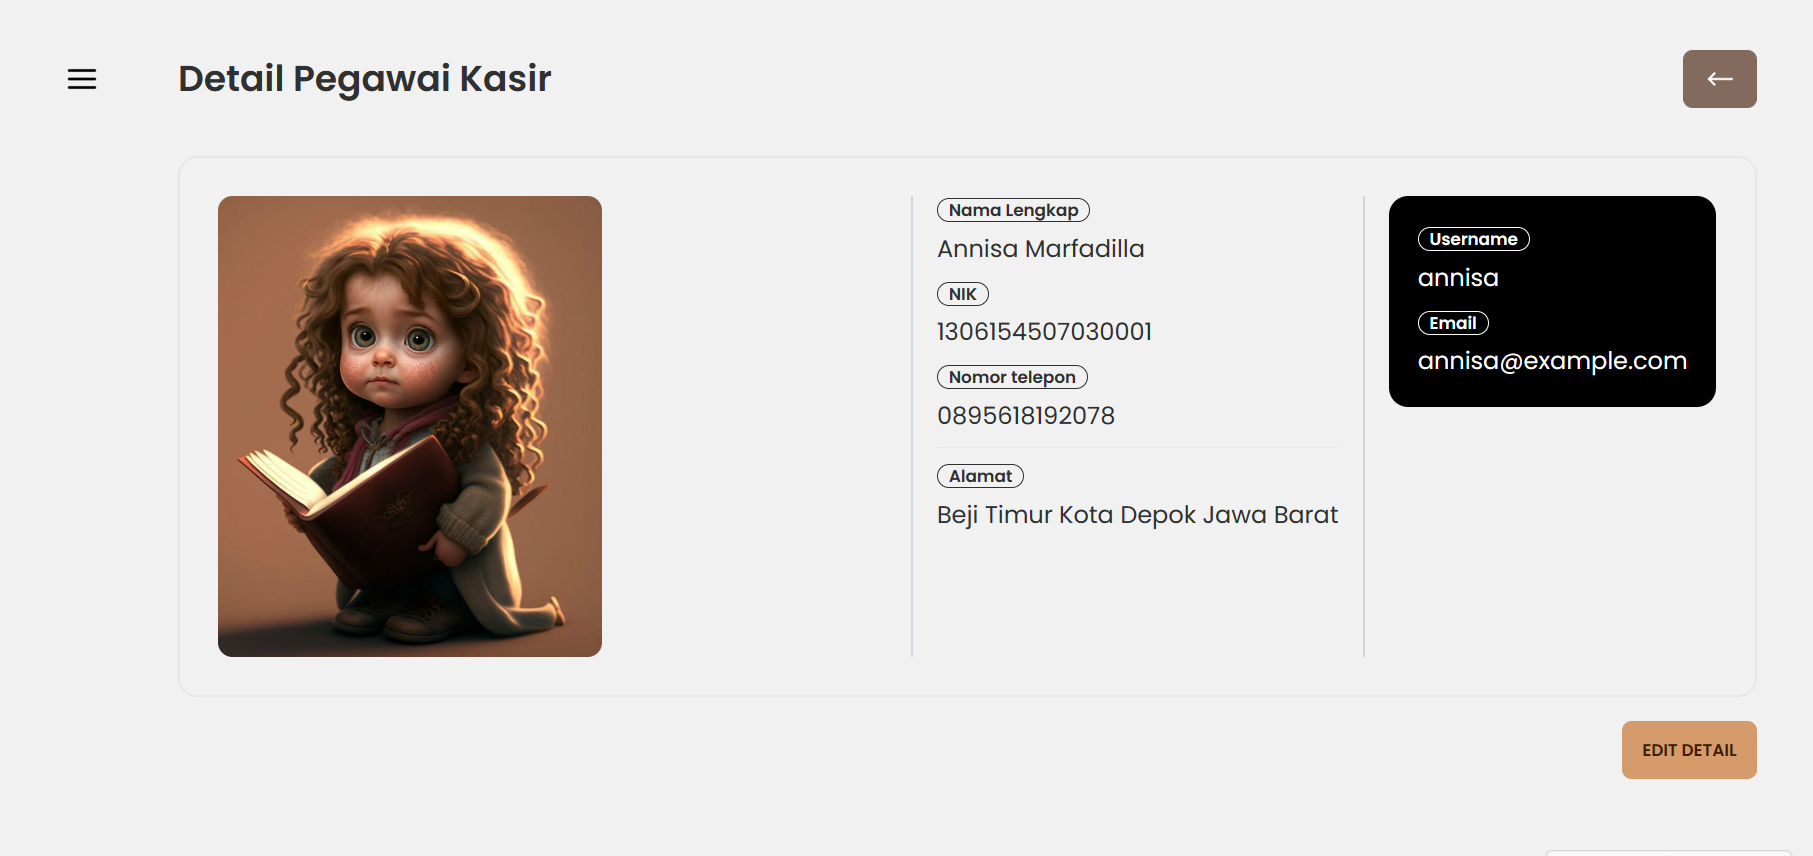 Detail Pegawai Kasir
Nama Lengkap
Annisa Marfadilla
NIK
1306154507030001
Nomor telepon
0895618192078
Alamat
Beji Timur Kota Depok Jawa Barat
Username
annisa
Email
annisa@example.com
EDIT DETAIL